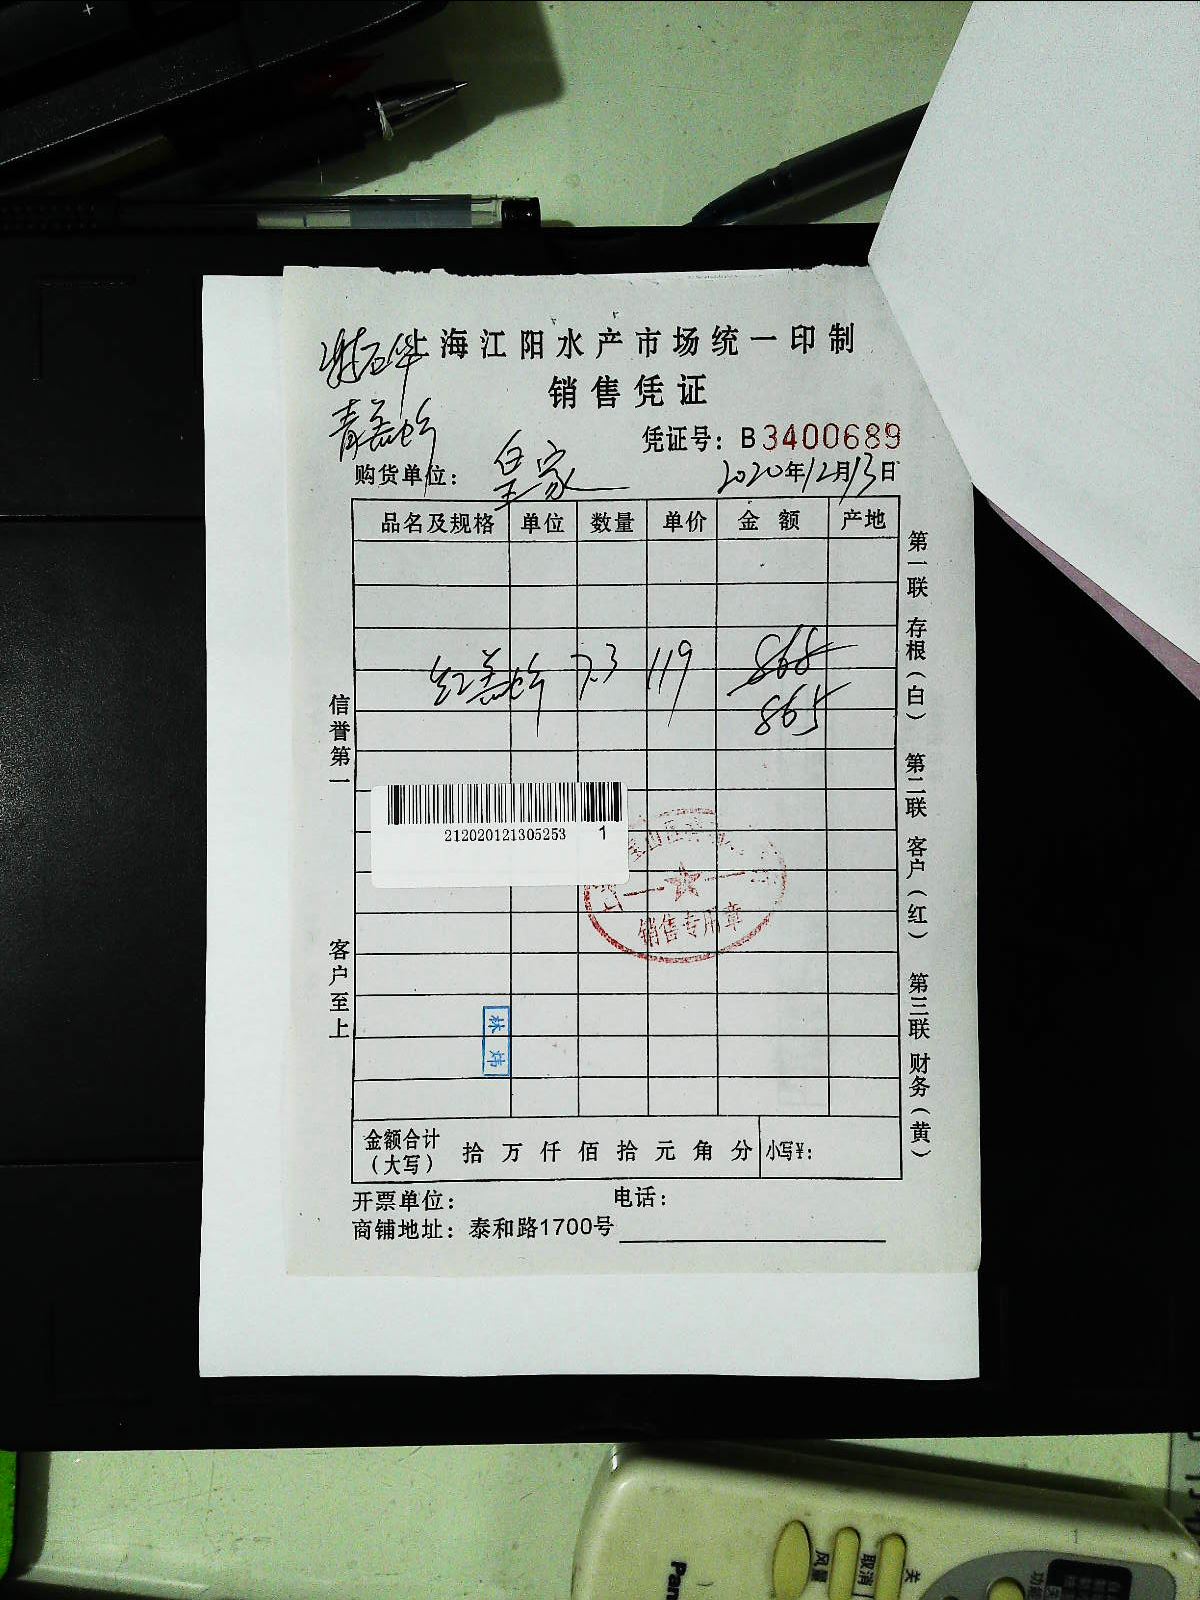 上海江阳水产市场统一印制
销售凭证
凭证号：B3400689
购货单位：皇家 2020年12月13日
品名及规格 单位 数量 单价 金 额 产地
7.3 119 868
865
212020121305253 1
销售专用章
林炜
金额合计（大写） 拾 万 仟 佰 拾 元 角 分 小写¥：
开票单位： 电话：
商铺地址：泰和路1700号
信誉第一 客户至上
第一联 存根（白） 第二联 客户（红） 第三联 财务（黄）
风量
取消
关